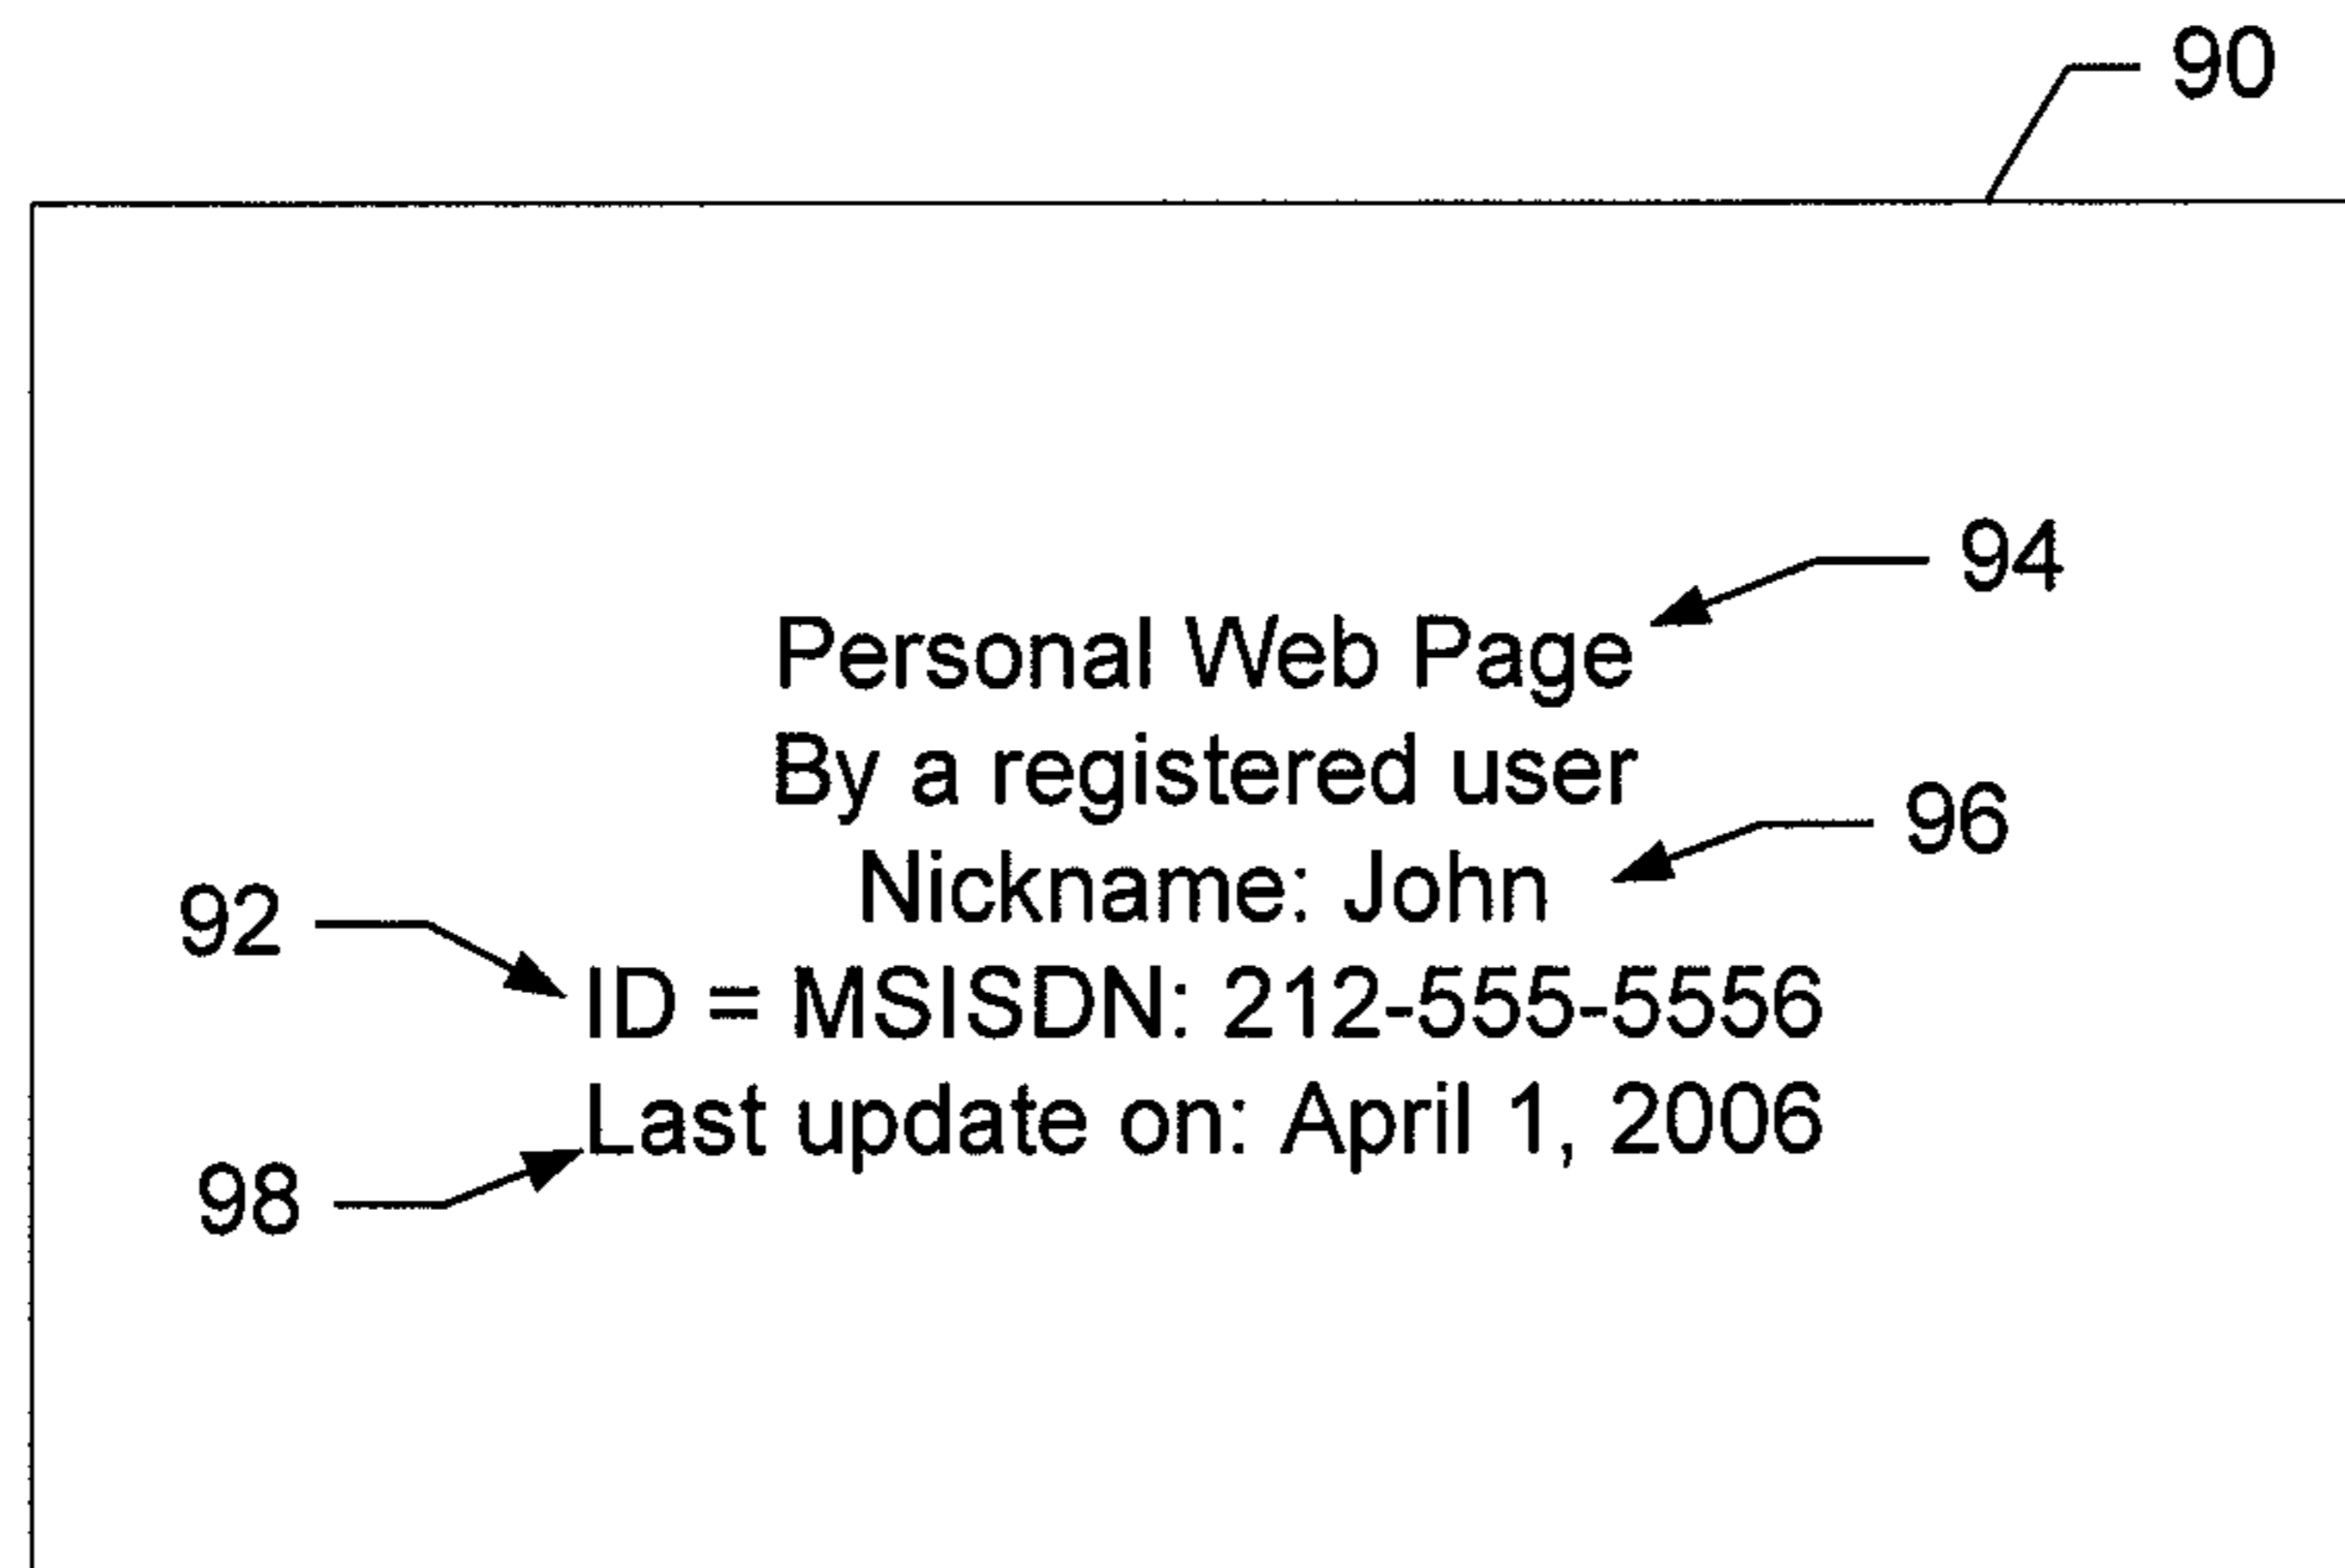 90
94
Personal Web Page
By a registered user
96
Nickname: John
92
ID = MSISDN: 212-555-5556
Last update on: April 1, 2006
98